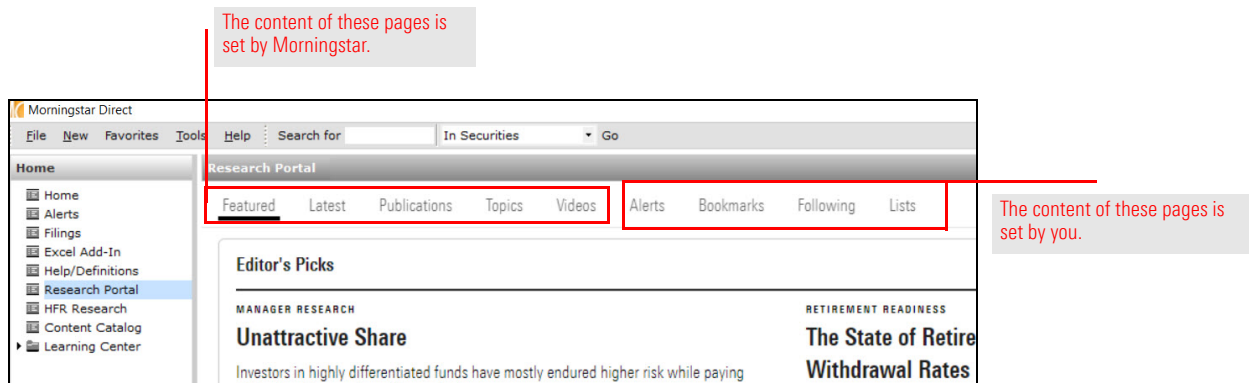 The content of these pages is
set by Morningstar.
Morningstar Direct
File New Favorites Tools Help Search for In Securities Go
Home
Research Portal
Home
Alerts
Filings
Excel Add-In
Help/Definitions
Research Portal
HFR Research
Content Catalog
Learning Center
Featured Latest Publications Topics Videos Alerts Bookmarks Following Lists
The content of these pages is
set by you.
Editor's Picks
MANAGER RESEARCH
Unattractive Share
Investors in highly differentiated funds have mostly endured higher risk while paying
RETIREMENT READINESS
The State of Retire
Withdrawal Rates